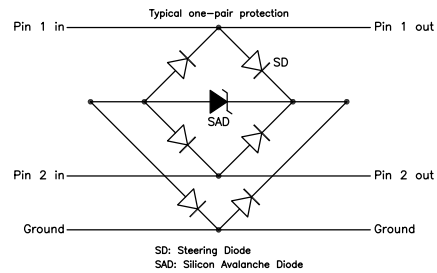 Typical one-pair protection
Pin 1 in
Pin 1 out
SD
SAD
Pin 2 in
Pin 2 out
Ground
Ground
SD: Steering Diode
SAD: Silicon Avalanche Diode